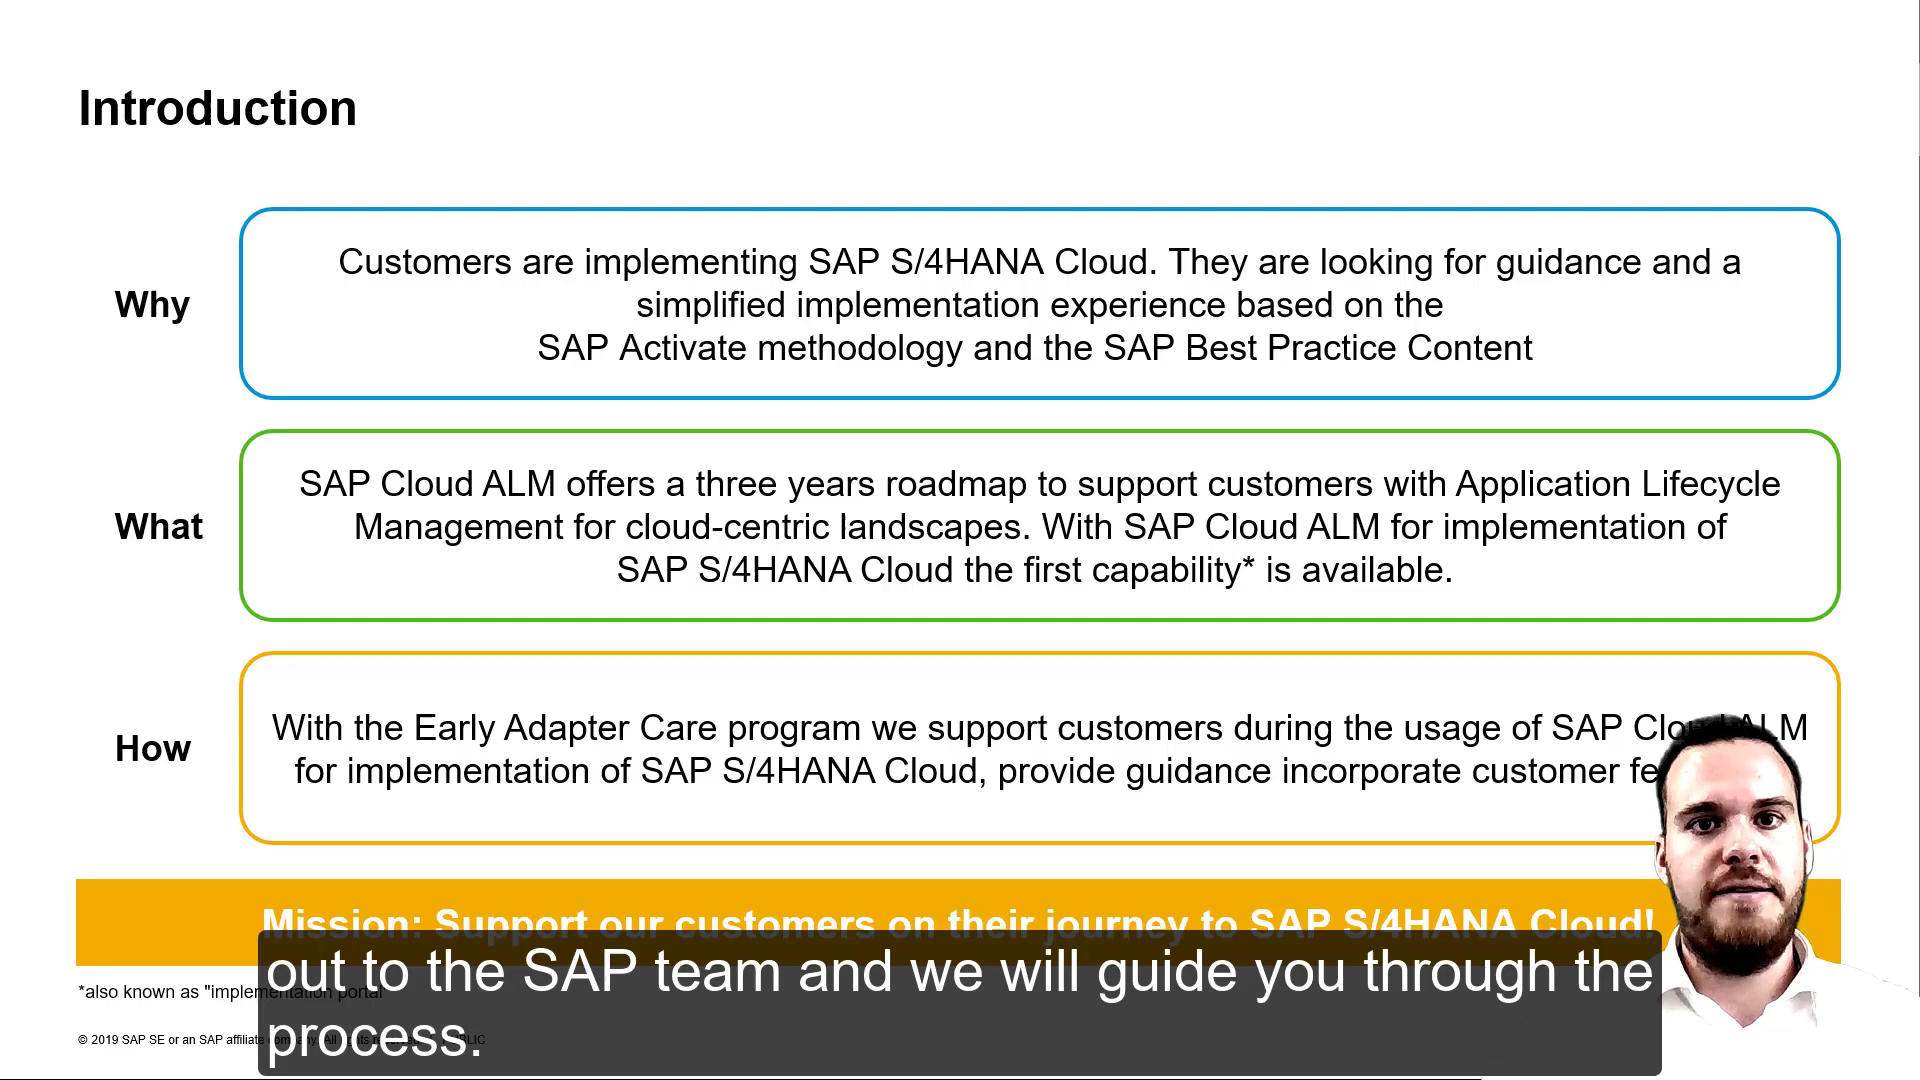 Introduction
Why
Customers are implementing SAP S/4HANA Cloud. They are looking for guidance and a
simplified implementation experience based on the
SAP Activate methodology and the SAP Best Practice Content
What
SAP Cloud ALM offers a three years roadmap to support customers with Application Lifecycle
Management for cloud-centric landscapes. With SAP Cloud ALM for implementation of
SAP S/4HANA Cloud the first capability* is available.
How
With the Early Adapter Care program we support customers during the usage of SAP Cloud ALM
for implementation of SAP S/4HANA Cloud, provide guidance incorporate customer fe
Mission: Support our customers on their journey to SAP S/4HANA Cloud!
out to the SAP team and we will guide you through the
process.
*also known as "implementation portal"
© 2019 SAP SE or an SAP affiliate company. All rights reserved. | PUBLIC